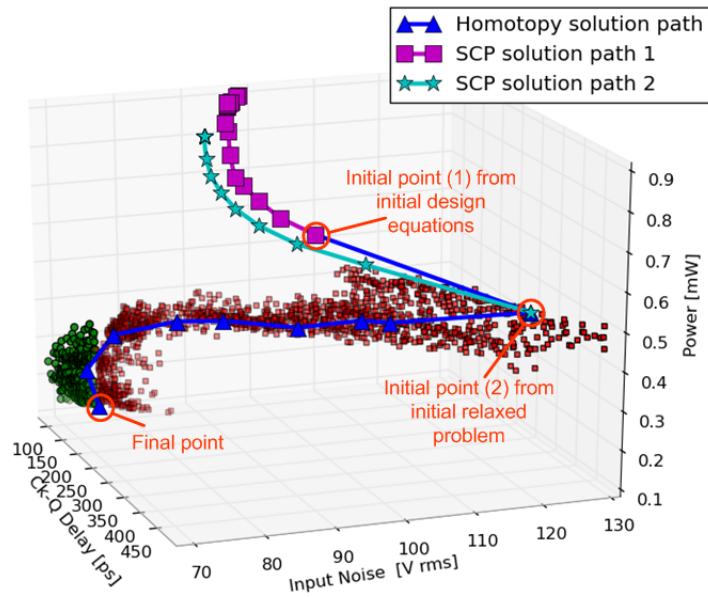 Homotopy solution path
SCP solution path 1
SCP solution path 2
Initial point (1) from
initial design
equations
0.9
0.8
0.7
0.6
0.5
0.4
0.3
0.2
0.1
Power [mW]
Initial point (2) from
initial relaxed
problem
Final point
100
150
200
250
300
350
400
450
Ck-Q Delay [ps]
70
80
90
100
110
120
130
Input Noise [V rms]